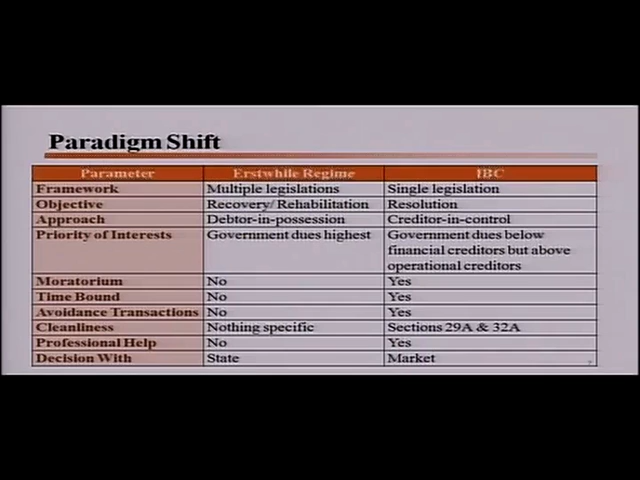 Paradigm Shift
Parameter Erstwhile Regime IBC
Framework Multiple legislations Single legislation
Objective Recovery/ Rehabilitation Resolution
Approach Debtor-in-possession Creditor-in-control
Priority of Interests Government dues highest Government dues below
financial creditors but above
operational creditors
Moratorium No Yes
Time Bound No Yes
Avoidance Transactions No Yes
Cleanliness Nothing specific Sections 29A & 32A
Professional Help No Yes
Decision With State Market